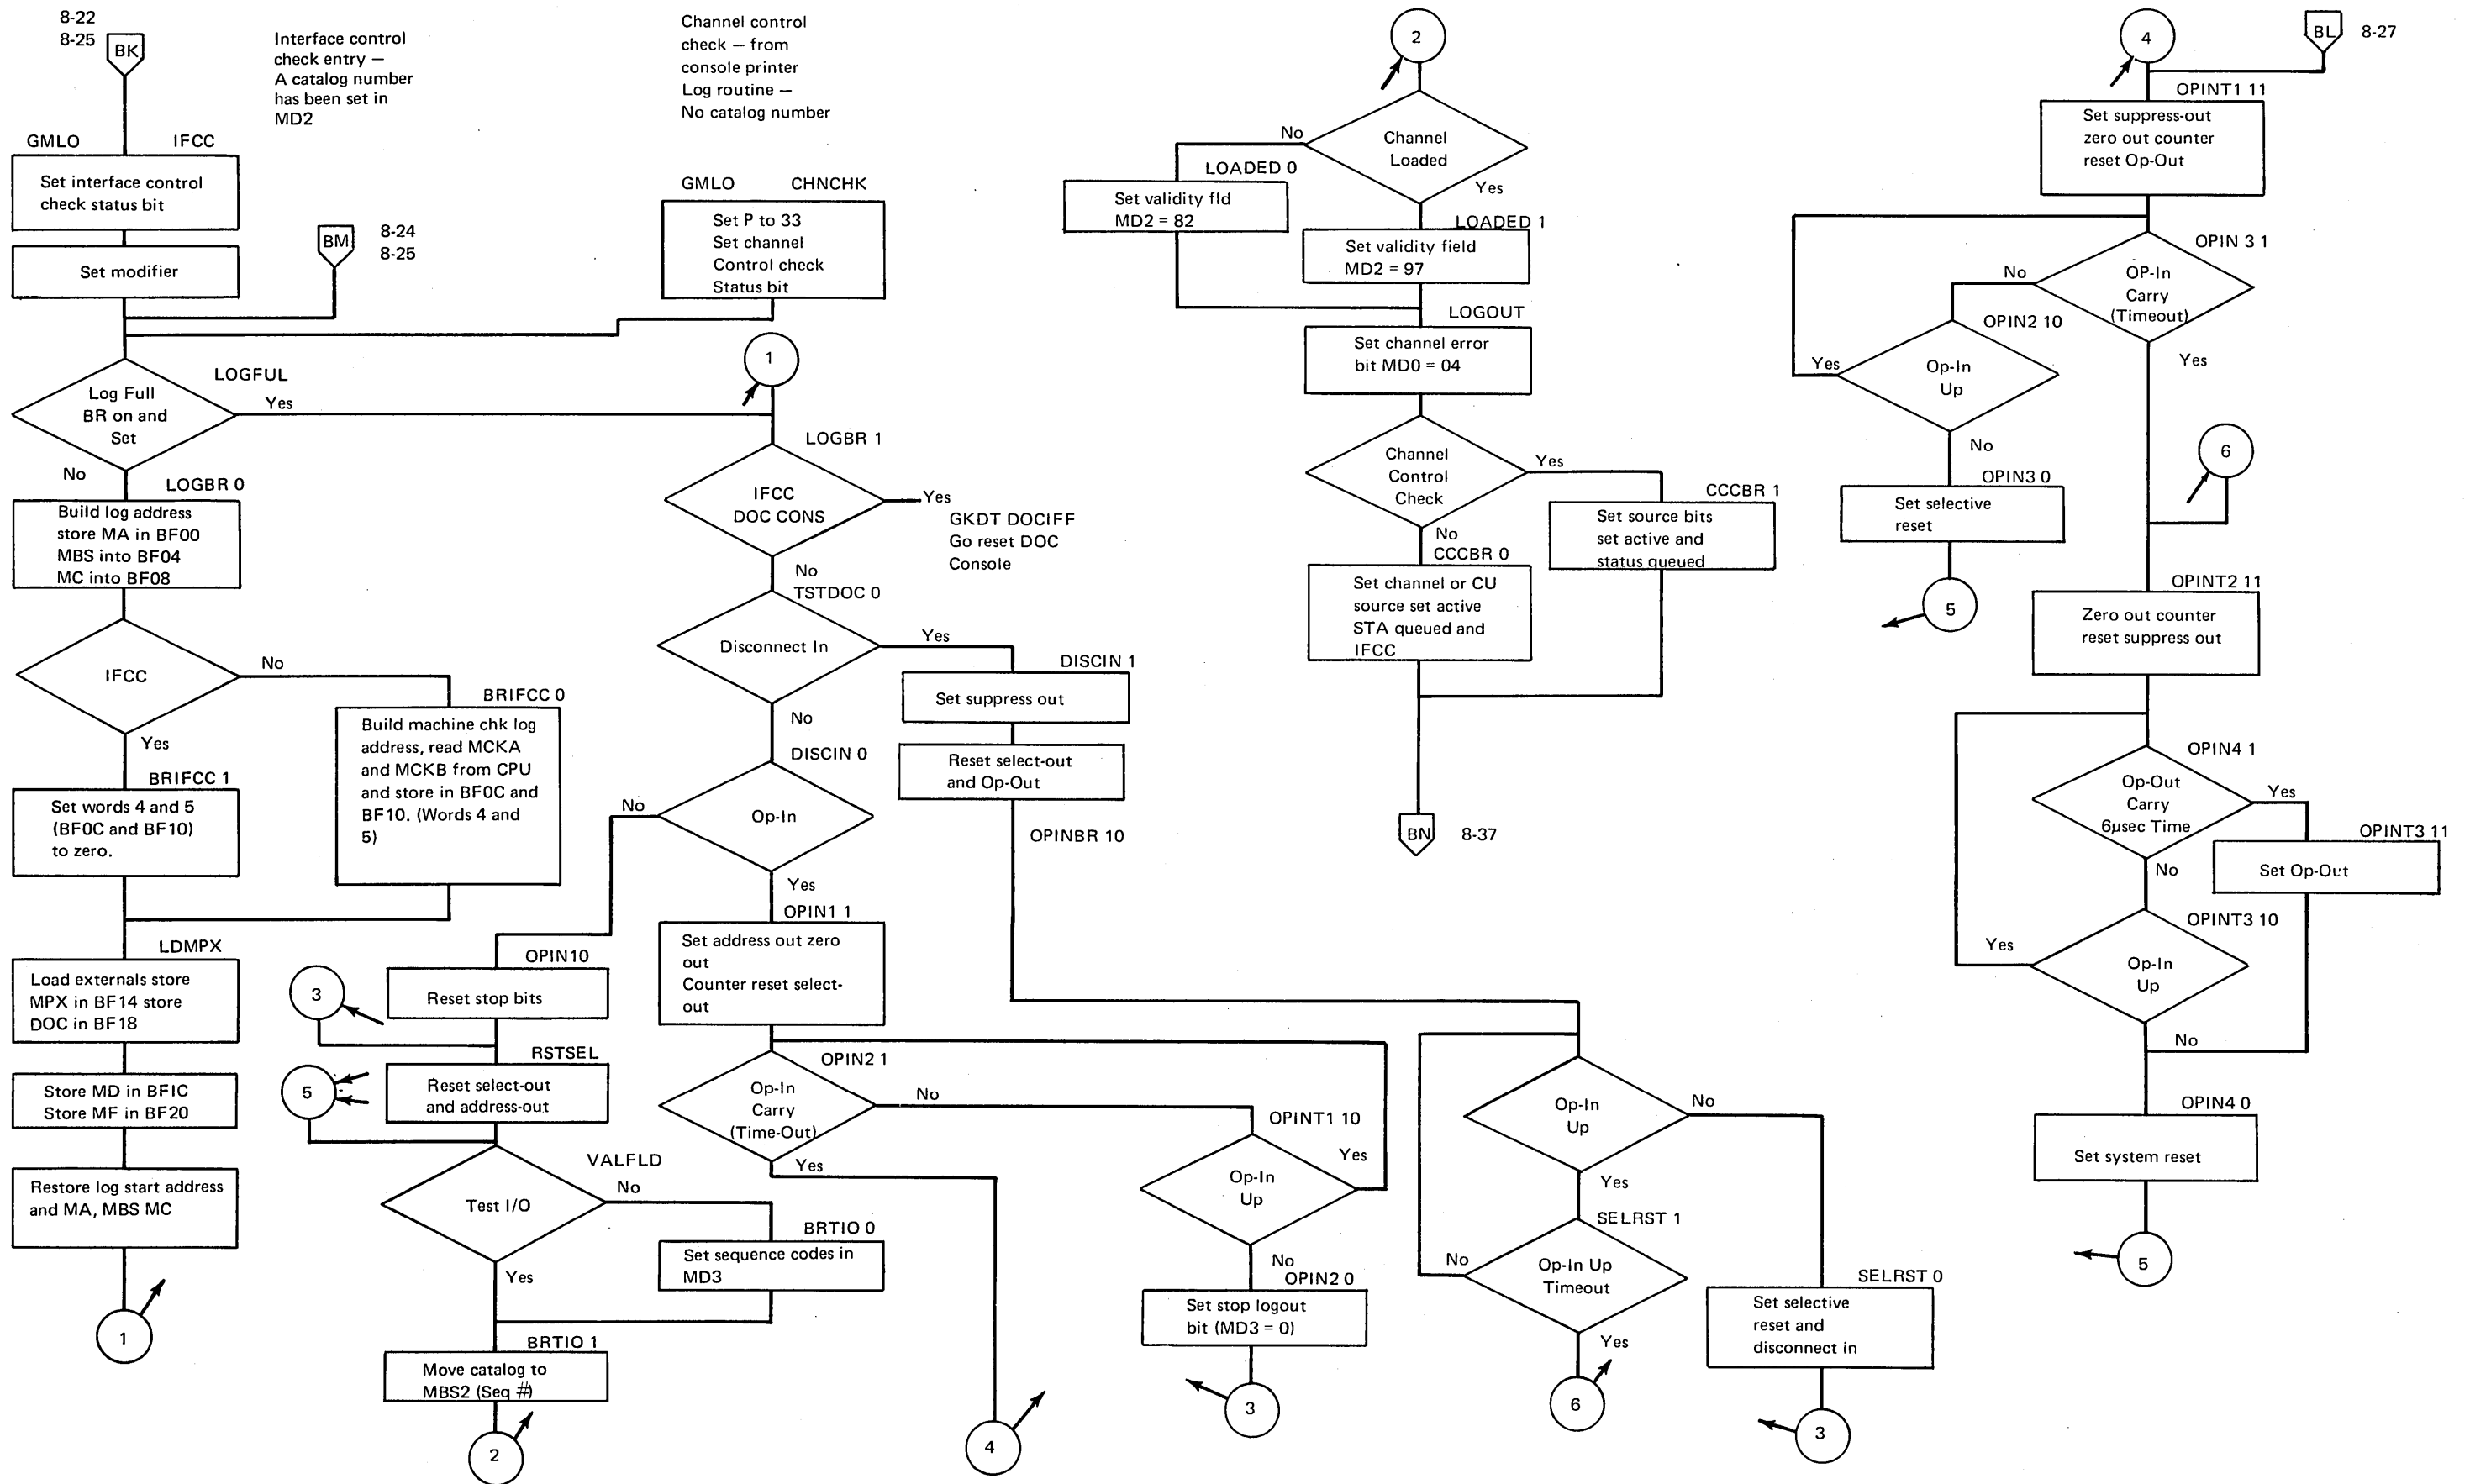 8-22
8-25
BK
Interface control
check entry —
A catalog number
has been set in
MD2
GMLO IFCC
Set interface control
check status bit
Set modifier
BM
8-24
8-25
Channel control
check — from
console printer
Log routine —
No catalog number
GMLO CHNCHK
Set P to 33
Set channel
Control check
Status bit
LOGFUL
Log Full
BR on and
Set
Yes
No
LOGBR 0
Build log address
store MA in BF00
MBS into BF04
MC into BF08
IFCC
No
Yes
BRIFCC 0
Build machine chk log
address, read MCKA
and MCKB from CPU
and store in BF0C and
BF10. (Words 4 and
5)
BRIFCC 1
Set words 4 and 5
(BF0C and BF10)
to zero.
LDMPX
Load externals store
MPX in BF14 store
DOC in BF18
Store MD in BFIC
Store MF in BF20
Restore log start address
and MA, MBS MC
1
1
LOGBR 1
IFCC
DOC CONS
Yes
GKDT DOCIFF
Go reset DOC
Console
No
TSTDOC 0
Disconnect In
Yes
DISCIN 1
Set suppress out
Reset select-out
and Op-Out
OPINBR 10
No
DISCIN 0
Op-In
No
Yes
OPIN1 1
Set address out zero
out
Counter reset select-
out
OPIN10
Reset stop bits
3
RSTSEL
Reset select-out
and address-out
5
VALFLD
Test I/O
No
BRTIO 0
Set sequence codes in
MD3
Yes
BRTIO 1
Move catalog to
MBS2 (Seq #)
2
OPIN2 1
Op-In
Carry
(Time-Out)
No
Yes
4
OPINT1 10
Op-In
Up
Yes
No
OPIN2 0
Set stop logout
bit (MD3 = 0)
3
Op-In
Up
No
Yes
SELRST 1
Op-In Up
Timeout
No
Yes
6
SELRST 0
Set selective
reset and
disconnect in
3
2
Channel
Loaded
No
LOADED 0
Set validity fld
MD2 = 82
Yes
LOADED 1
Set validity field
MD2 = 97
LOGOUT
Set channel error
bit MD0 = 04
Channel
Control
Check
Yes
CCCBR 1
Set source bits
set active and
status queued
No
CCCBR 0
Set channel or CU
source set active
STA queued and
IFCC
BN
8-37
4
BL
8-27
OPINT1 11
Set suppress-out
zero out counter
reset Op-Out
OPIN 3 1
OP-In
Carry
(Timeout)
No
Yes
OPIN2 10
Op-In
Up
Yes
No
OPIN3 0
Set selective
reset
5
6
OPINT2 11
Zero out counter
reset suppress out
OPIN4 1
Op-Out
Carry
6µsec Time
Yes
OPINT3 11
Set Op-Out
No
OPINT3 10
Op-In
Up
Yes
No
OPIN4 0
Set system reset
5